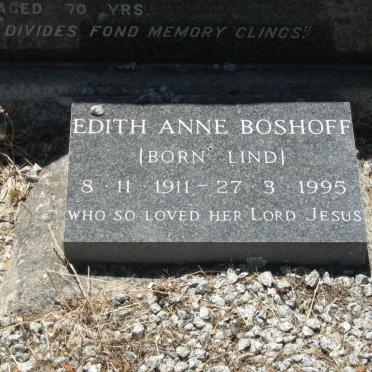 AGED 70 YRS.
DIVIDES FOND MEMORY CLINGS"
EDITH ANNE BOSHOFF
(BORN LIND)
8 · 11 · 1911 – 27 · 3 · 1995
WHO SO LOVED HER LORD JESUS